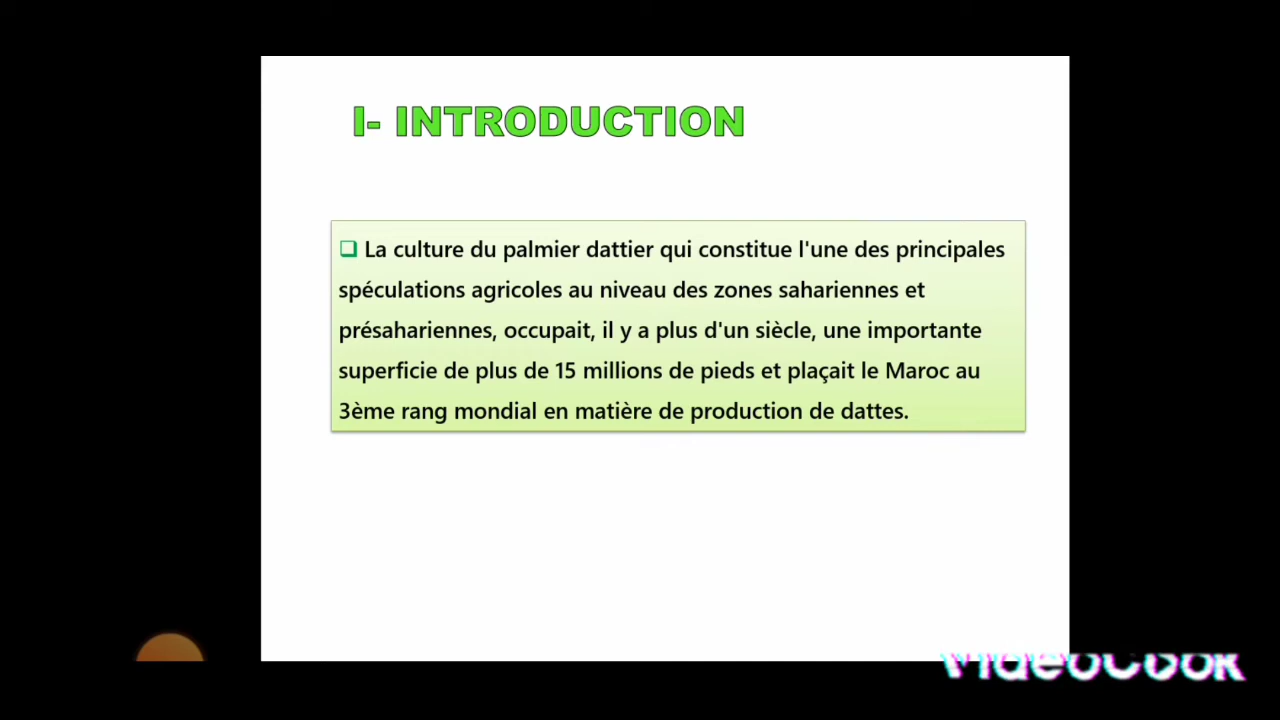 I- INTRODUCTION
❑ La culture du palmier dattier qui constitue l'une des principales
spéculations agricoles au niveau des zones sahariennes et
présahariennes, occupait, il y a plus d'un siècle, une importante
superficie de plus de 15 millions de pieds et plaçait le Maroc au
3ème rang mondial en matière de production de dattes.
VideoCook